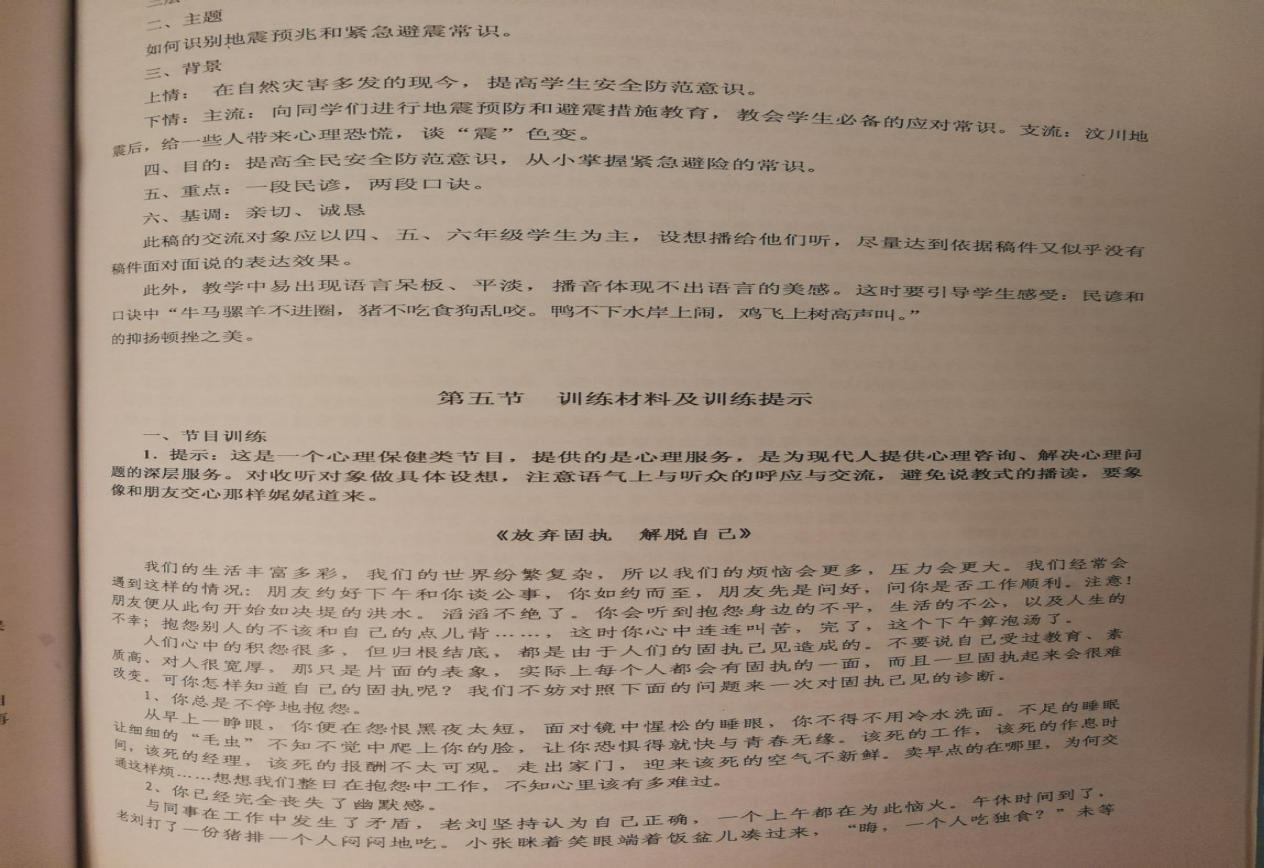 二、主题
如何识别地震预兆和紧急避震常识。
三、背景
上情：在自然灾害多发的现今，提高学生安全防范意识。
下情：主流：向同学们进行地震预防和避震措施教育，教会学生必备的应对常识。支流：汶川地
震后，给一些人带来心理恐慌，谈“震”色变。
四、目的：提高全民安全防范意识，从小掌握紧急避险的常识。
五、重点：一段民谚，两段口诀。
六、基调：亲切、诚恳
此稿的交流对象应以四、五、六年级学生为主，设想播给他们听，尽量达到依据稿件又似乎没有
稿件面对面说的表达效果。
此外，教学中易出现语言呆板、平淡，播音体现不出语言的美感。这时要引导学生感受：民谚和
口诀中“牛马骡羊不进圈，猪不吃食狗乱咬。鸭不下水岸上闹，鸡飞上树高声叫。”
的抑扬顿挫之美。
第五节 训练材料及训练提示
一、节目训练
1．提示：这是一个心理保健类节目，提供的是心理服务，是为现代人提供心理咨询、解决心理问
题的深层服务。对收听对象做具体设想，注意语气上与听众的呼应与交流，避免说教式的播读，要象
像和朋友交心那样娓娓道来。
《放弃固执 解脱自己》
我们的生活丰富多彩，我们的世界纷繁复杂，所以我们的烦恼会更多，压力会更大。我们经常会
遇到这样的情况：朋友约好下午和你谈公事，你如约而至，朋友先是问好，问你是否工作顺利。注意！
朋友便从此句开始如决堤的洪水。滔滔不绝了。你会听到抱怨身边的不平，生活的不公，以及人生的
不幸；抱怨别人的不该和自己的点儿背……，这时你心中连连叫苦，完了，这个下午算泡汤了。
人们心中的积怨很多，但归根结底，都是由于人们的固执己见造成的。不要说自己受过教育、素
质高、对人很宽厚，那只是片面的表象，实际上每个人都会有固执的一面，而且一旦固执起来会很难
改变。可你怎样知道自己的固执呢？我们不妨对照下面的问题来一次对固执己见的诊断。
1、你总是不停地抱怨。
从早上一睁眼，你便在怨恨黑夜太短，面对镜中惺松的睡眼，你不得不用冷水洗面。不足的睡眠
让细细的“毛虫”不知不觉中爬上你的脸，让你恐惧得就快与青春无缘。该死的工作，该死的作息时
间，该死的经理，该死的报酬不太可观。走出家门，迎来该死的空气不新鲜。卖早点的在哪里，为何交
通这样烦……想想我们整日在抱怨中工作，不知心里该有多难过。
2、你已经完全丧失了幽默感。
与同事在工作中发生了矛盾，老刘坚持认为自己正确，一个上午都在为此恼火。午休时间到了，
老刘打了一份猪排一个人闷闷地吃。小张眯着笑眼端着饭盆儿凑过来，“嗨，一个人吃独食？”未等